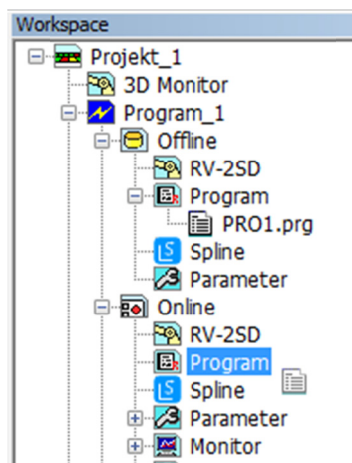 Workspace
Projekt_1
3D Monitor
Program_1
Offline
RV-2SD
Program
PRO1.prg
Spline
Parameter
Online
RV-2SD
Program
Spline
Parameter
Monitor